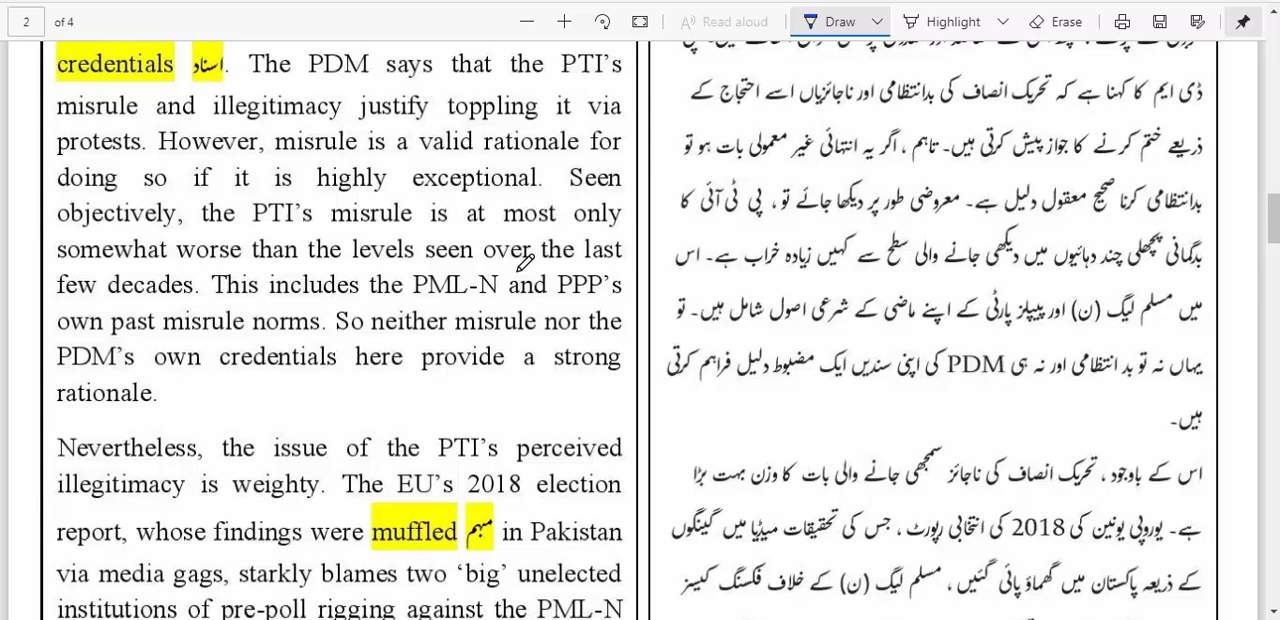 2 of 4 Read aloud Draw Highlight Erase
credentials اسناد. The PDM says that the PTI's
misrule and illegitimacy justify toppling it via
protests. However, misrule is a valid rationale for
doing so if it is highly exceptional. Seen
objectively, the PTI's misrule is at most only
somewhat worse than the levels seen over the last
few decades. This includes the PML-N and PPP's
own past misrule norms. So neither misrule nor the
PDM's own credentials here provide a strong
rationale.
Nevertheless, the issue of the PTI's perceived
illegitimacy is weighty. The EU's 2018 election
report, whose findings were muffled مبہم in Pakistan
via media gags, starkly blames two 'big' unelected
institutions of pre-poll rigging against the PML-N
ڈی ایم کا کہنا ہے کہ تحریک انصاف کی بدانتظامی اور ناجائزیاں اسے احتجاج کے
ذریعے ختم کرنے کا جواز پیش کرتی ہیں۔ تاہم ، اگر یہ انتہائی غیر معمولی بات ہو تو
بدانتظامی کرنا صحیح معقول دلیل ہے۔ معروضی طور پر دیکھا جائے تو ، پی ٹی آئی کا
بدگمانی پچھلی چند دہائیوں میں دیکھی جانے والی سطح سے کہیں زیادہ خراب ہے۔ اس
میں مسلم لیگ (ن) اور پیپلز پارٹی کے اپنے ماضی کے شرعی اصول شامل ہیں۔ تو
یہاں نہ تو بد انتظامی اور نہ ہی PDM کی اپنی سندیں ایک مضبوط دلیل فراہم کرتی
ہیں۔
اس کے باوجود ، تحریک انصاف کی ناجائز سمجھی جانے والی بات کا وزن بہت بڑا
ہے۔ یوروپی یونین کی 2018 کی انتخابی رپورٹ ، جس کی تحقیقات میڈیا میں گینگوں
کے ذریعہ پاکستان میں گھماؤ پائی گئیں ، مسلم لیگ (ن) کے خلاف فکسنگ کیسز